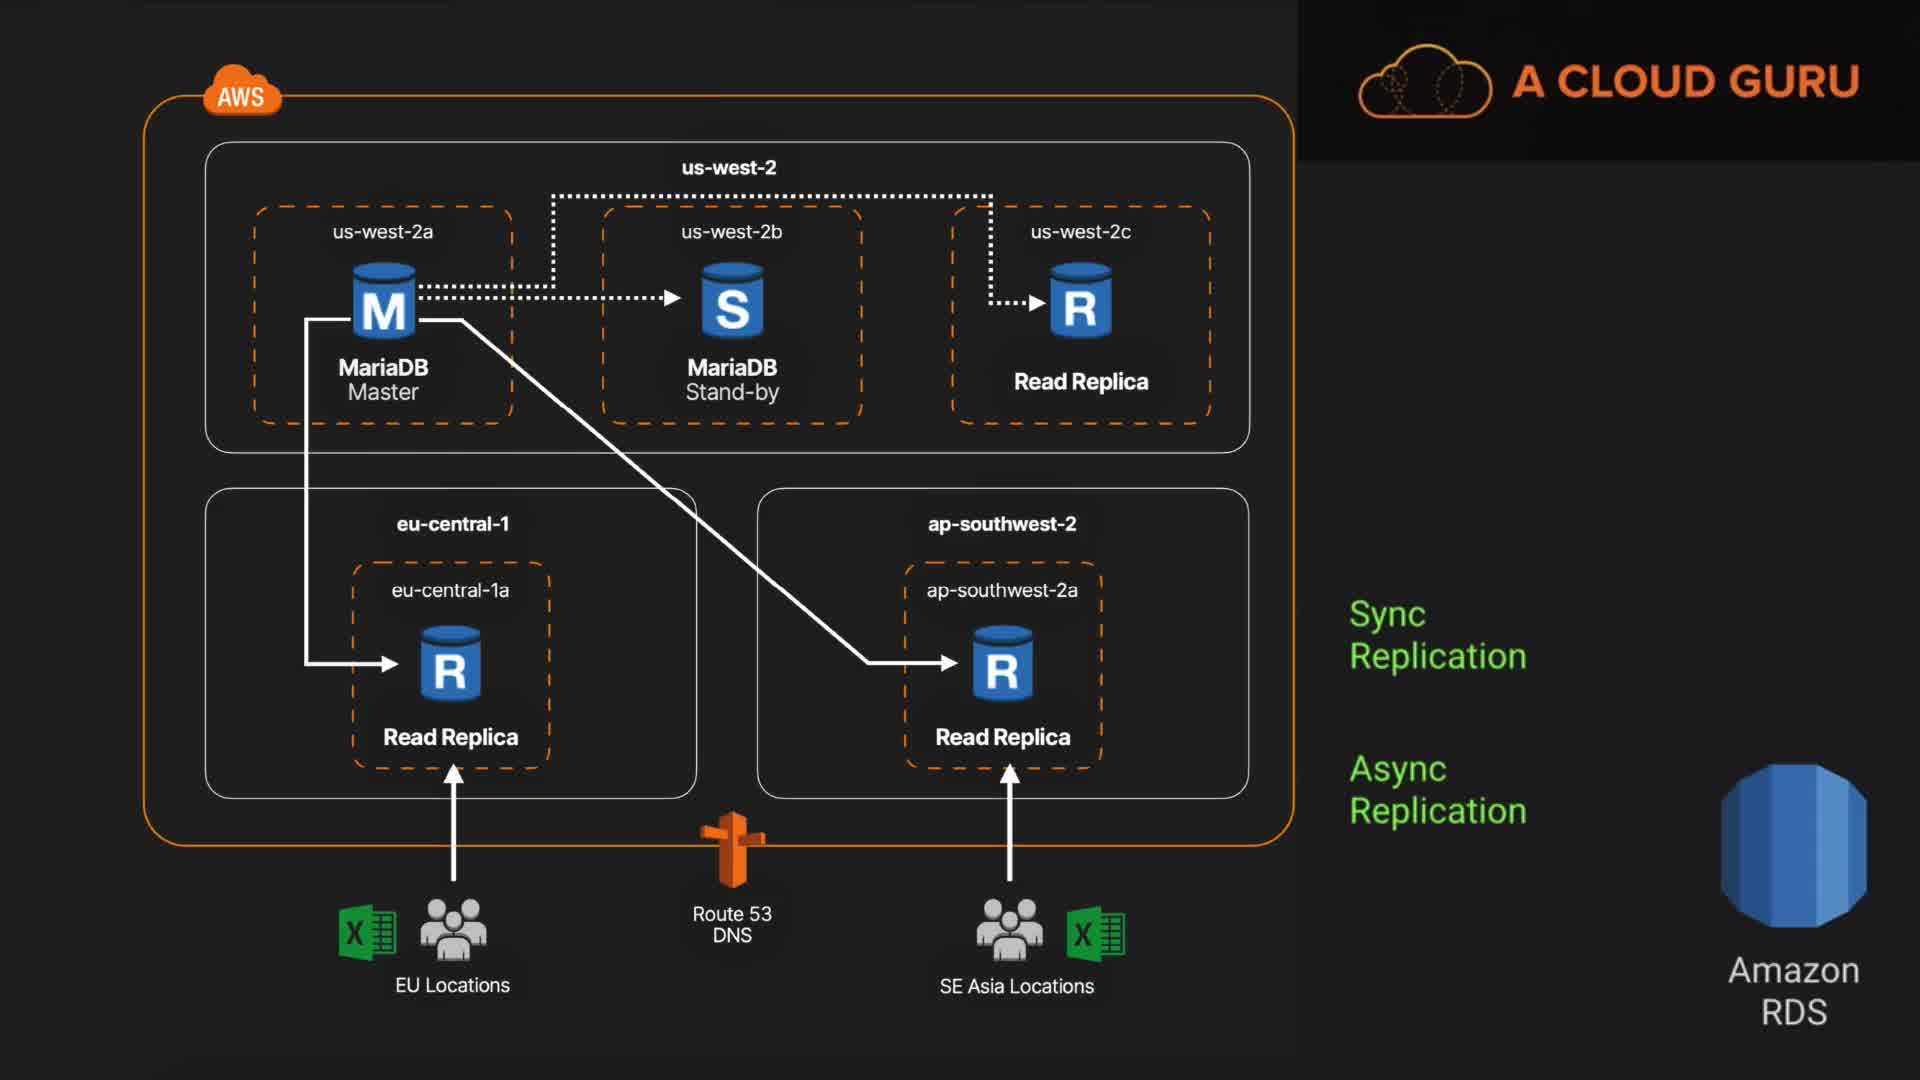 AWS
A CLOUD GURU
us-west-2
us-west-2a
us-west-2b
us-west-2c
M
S
R
MariaDB
Master
MariaDB
Stand-by
Read Replica
eu-central-1
ap-southwest-2
eu-central-1a
ap-southwest-2a
R
R
Read Replica
Read Replica
Sync
Replication
Async
Replication
Route 53
DNS
X
X
EU Locations
SE Asia Locations
Amazon
RDS